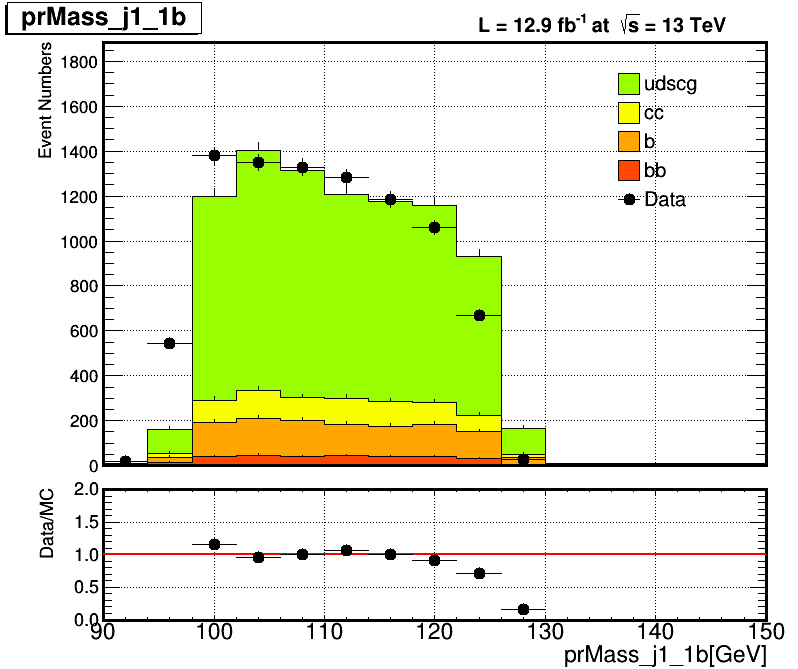 prMass_j1_1b
L = 12.9 fb⁻¹ at √s = 13 TeV
Event Numbers
1800
1600
1400
1200
1000
800
600
400
200
0
udscg
cc
b
bb
Data
Data/MC
2.0
1.5
1.0
0.5
0.0
90 100 110 120 130 140 150
prMass_j1_1b[GeV]